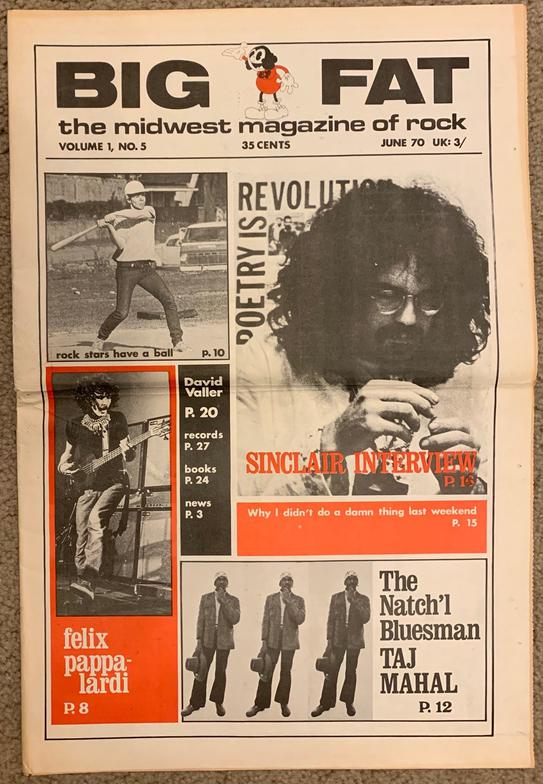 BIG FAT
the midwest magazine of rock
VOLUME 1, NO. 5 35 CENTS JUNE 70 UK: 3/
POETRY IS REVOLUTION
rock stars have a ball p. 10
David
Valler
P. 20
records
P. 27
books
P. 24
news
P. 3
SINCLAIR INTERVIEW
Why I didn't do a damn thing last weekend
P. 15
felix
pappa-
lardi
P. 8
The
Natch'l
Bluesman
TAJ
MAHAL
P. 12